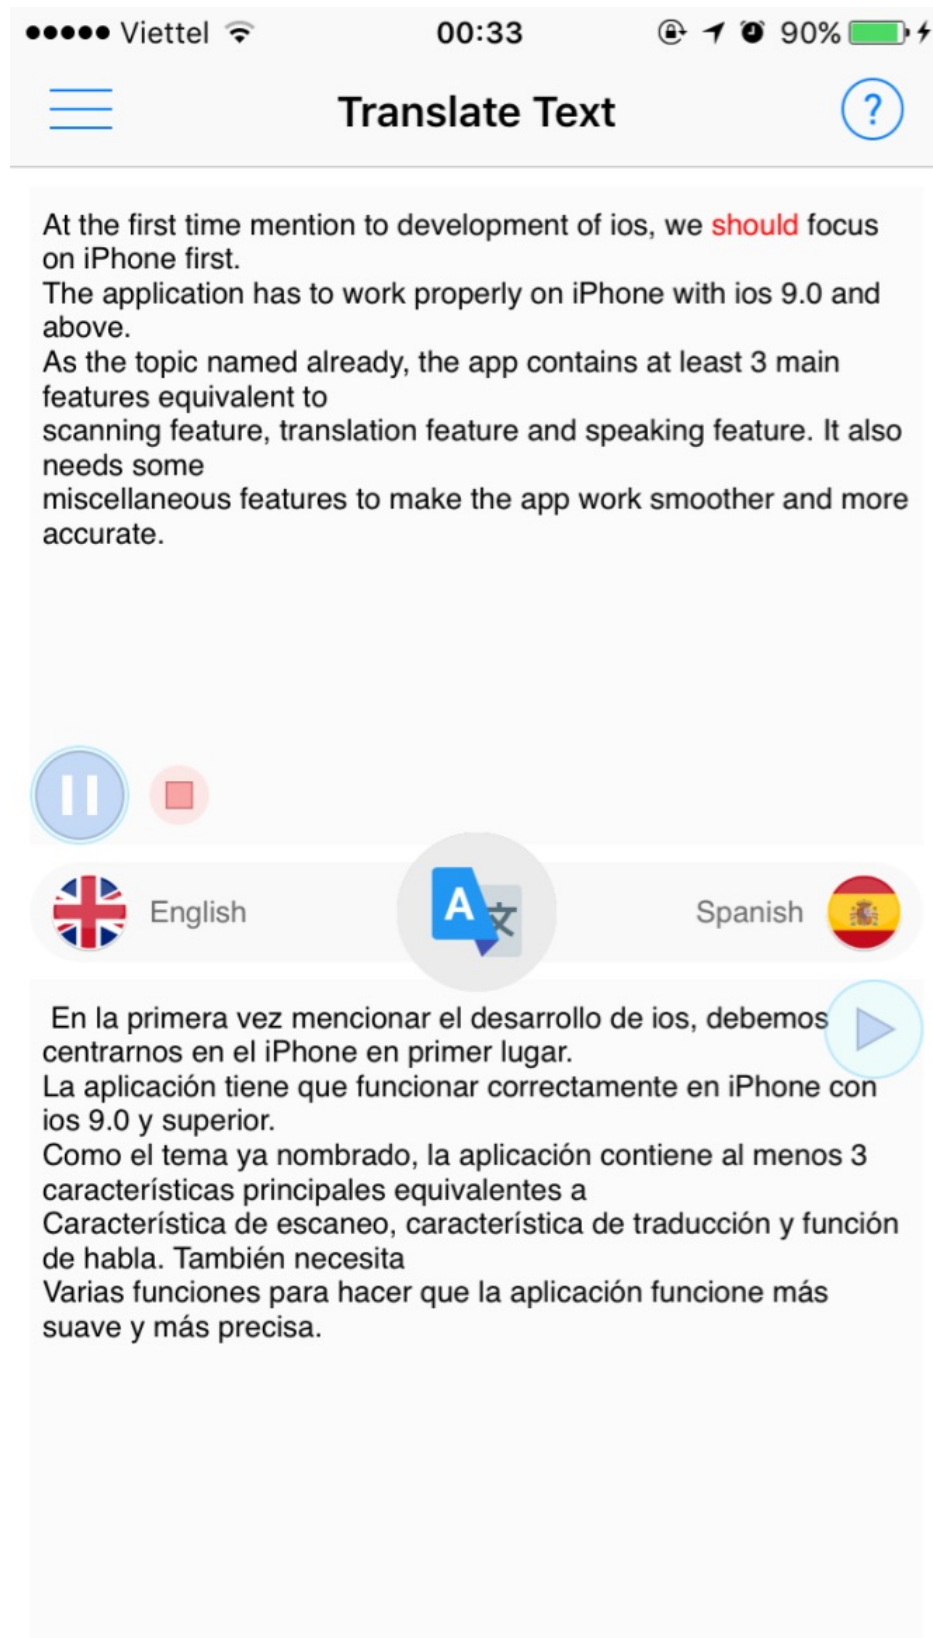 Viettel 00:33 90%
Translate Text ?
At the first time mention to development of ios, we should focus
on iPhone first.
The application has to work properly on iPhone with ios 9.0 and
above.
As the topic named already, the app contains at least 3 main
features equivalent to
scanning feature, translation feature and speaking feature. It also
needs some
miscellaneous features to make the app work smoother and more
accurate.
English A 文 Spanish
En la primera vez mencionar el desarrollo de ios, debemos
centrarnos en el iPhone en primer lugar.
La aplicación tiene que funcionar correctamente en iPhone con
ios 9.0 y superior.
Como el tema ya nombrado, la aplicación contiene al menos 3
características principales equivalentes a
Característica de escaneo, característica de traducción y función
de habla. También necesita
Varias funciones para hacer que la aplicación funcione más
suave y más precisa.